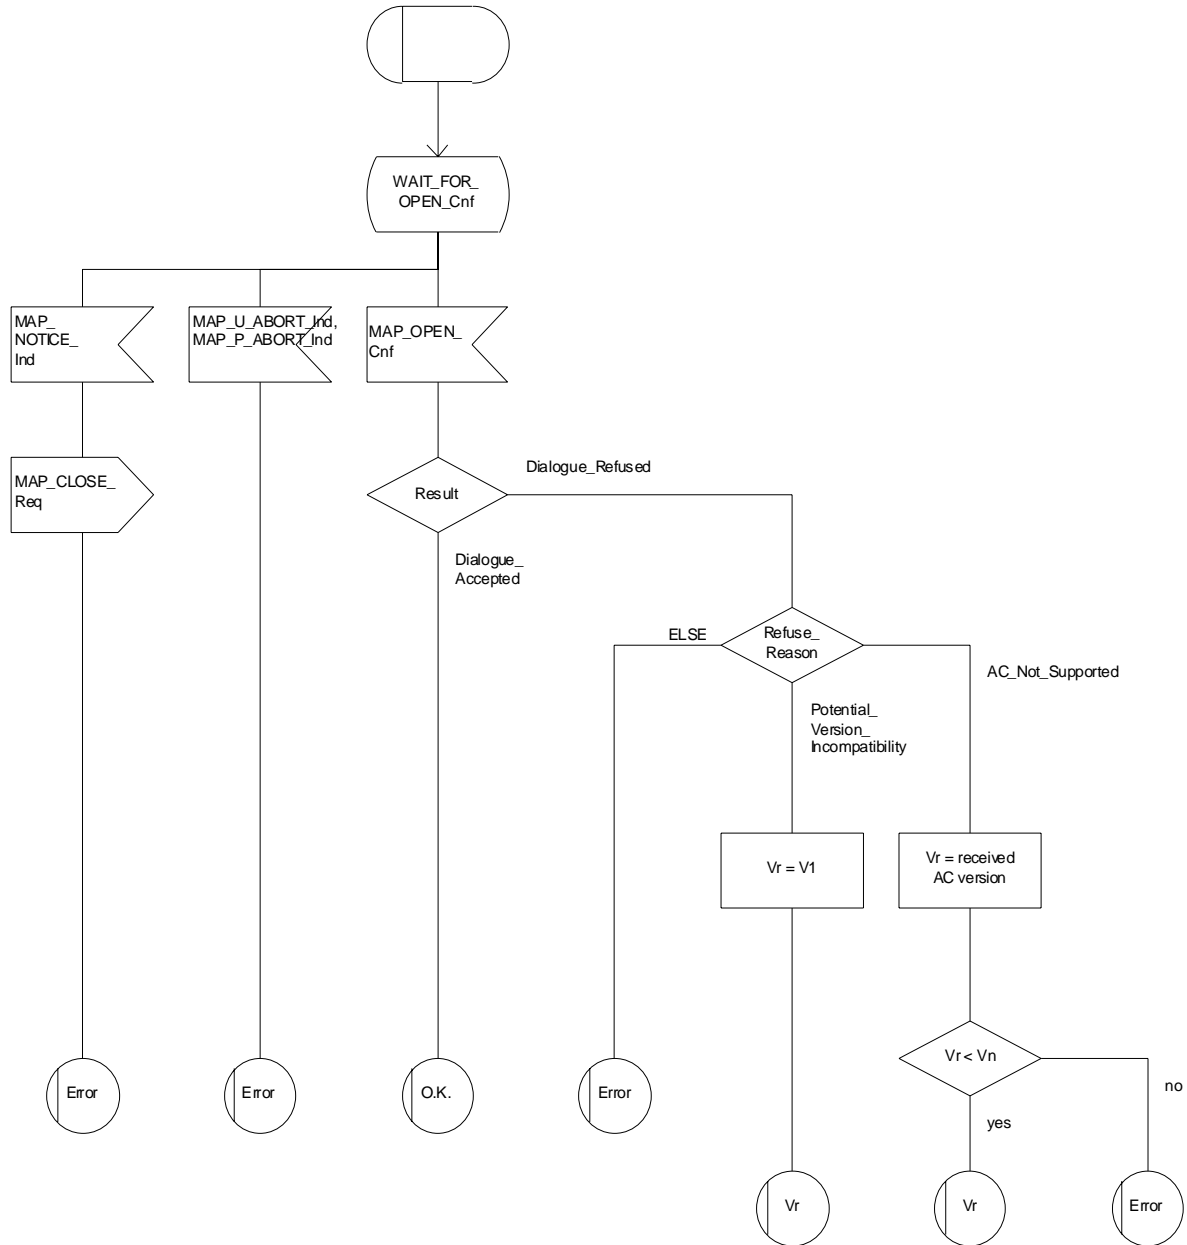 WAIT_FOR_
OPEN_Cnf
MAP_
NOTICE_
Ind
MAP_U_ABORT_Ind,
MAP_P_ABORT_Ind
MAP_OPEN_
Cnf
MAP_CLOSE_
Req
Result
Dialogue_Refused
Dialogue_
Accepted
ELSE
Refuse_
Reason
AC_Not_Supported
Potential_
Version_
Incompatibility
Vr = V1
Vr = received
AC version
Vr < Vn
no
yes
Error
Error
O.K.
Error
Vr
Vr
Error